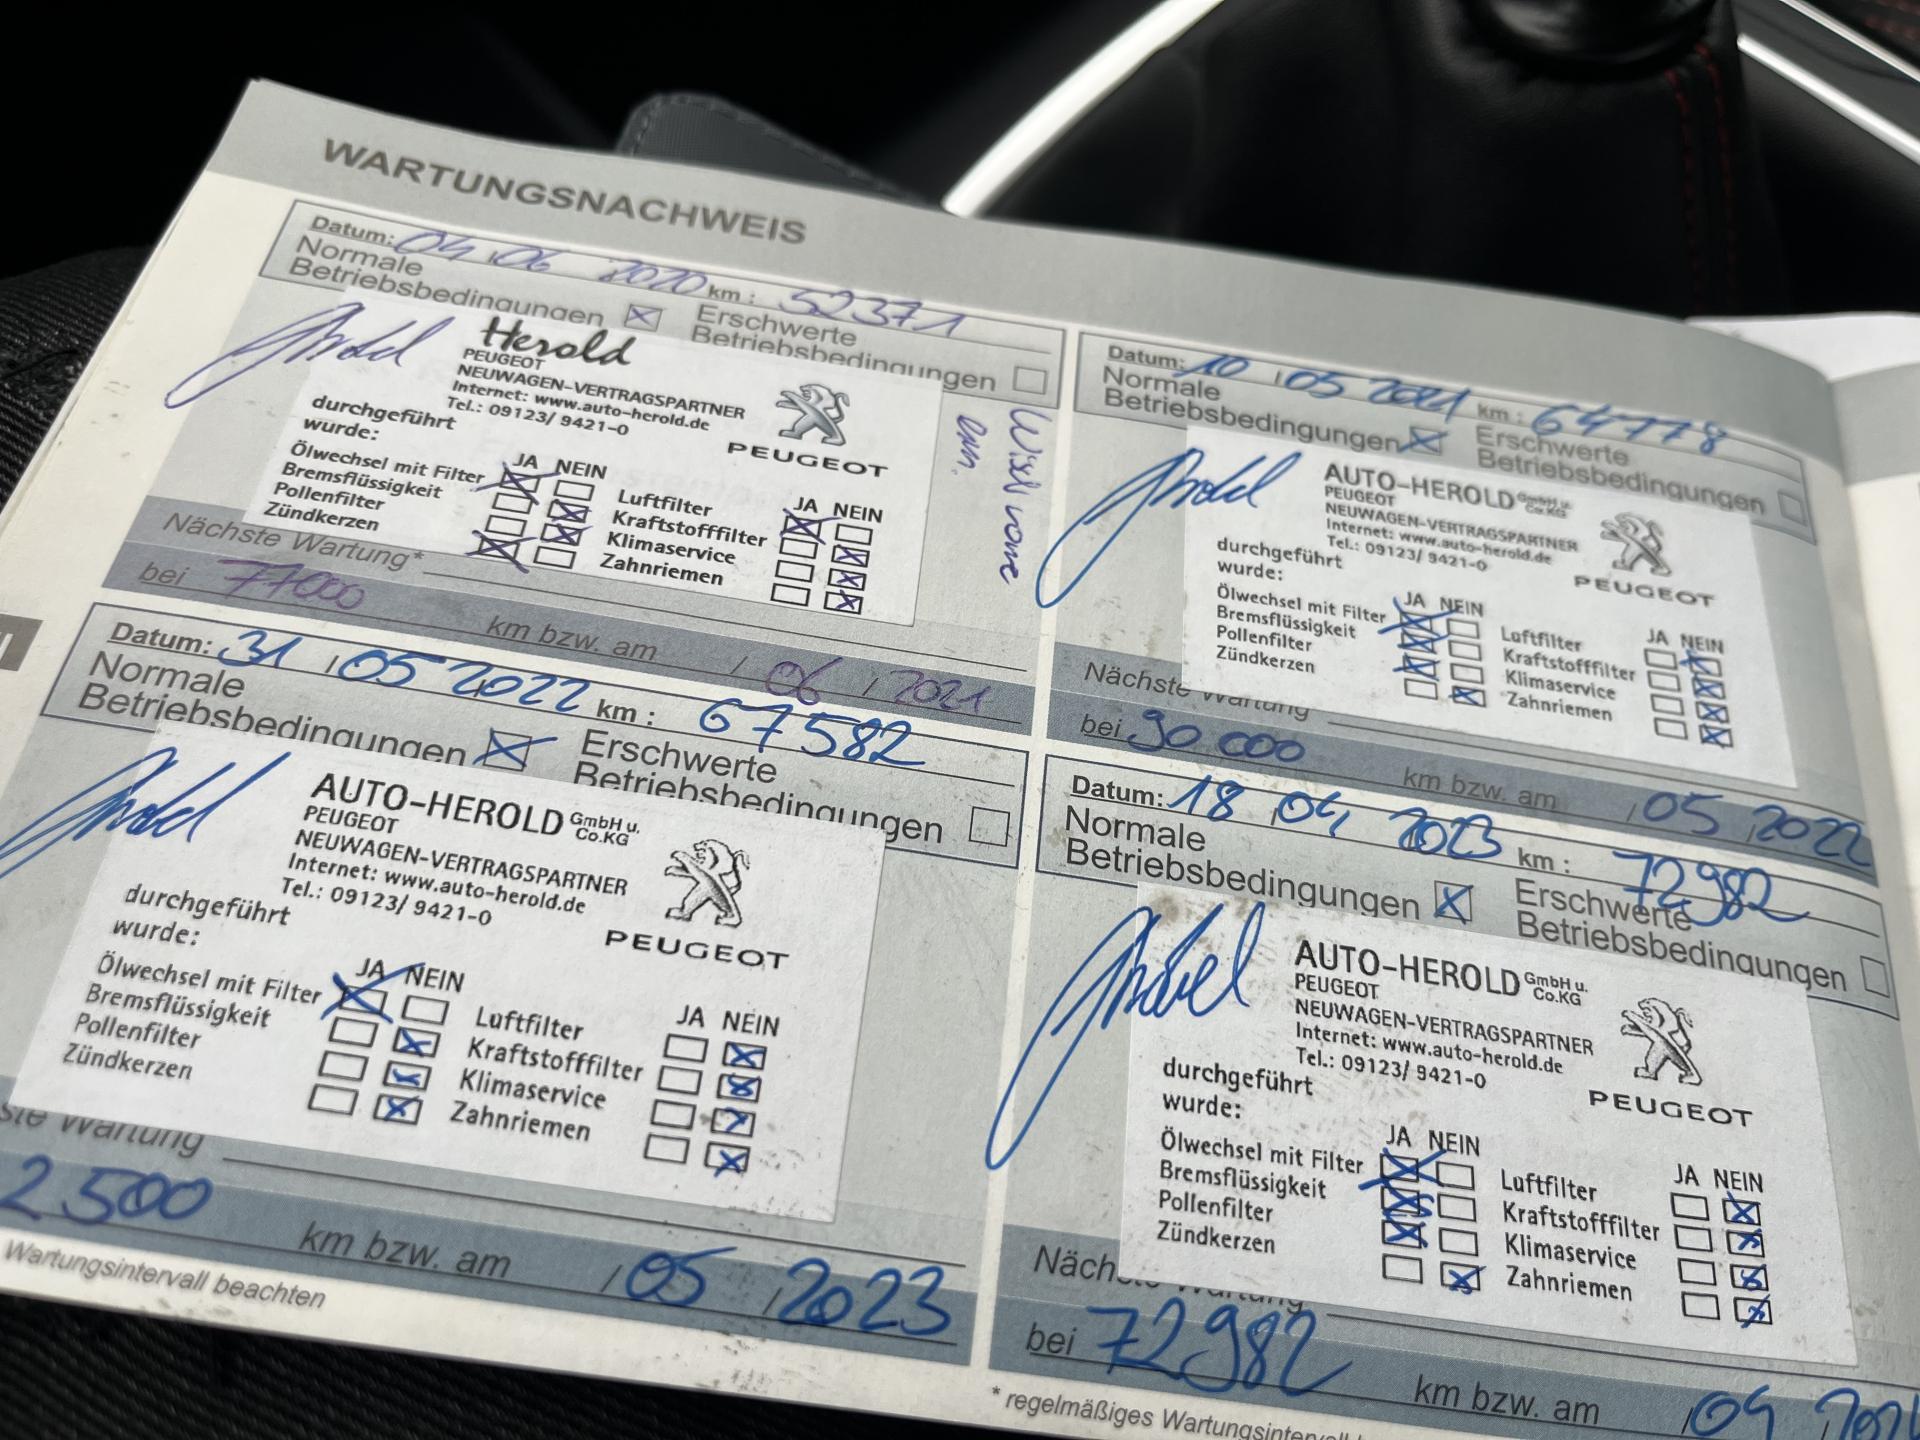 WARTUNGSNACHWEIS
Datum: 04 / 06 2020 km : 52371
Normale Betriebsbedingungen
Erschwerte Betriebsbedingungen
Herold
PEUGEOT
NEUWAGEN-VERTRAGSPARTNER
Internet: www.auto-herold.de
Tel.: 09123/ 9421-0
PEUGEOT
durchgeführt
wurde:
JA NEIN
Ölwechsel mit Filter
Bremsflüssigkeit
Pollenfilter
Zündkerzen
JA NEIN
Luftfilter
Kraftstofffilter
Klimaservice
Zahnriemen
Nächste Wartung*
bei 77000 km bzw. am / 06 / 2021
Datum: 10 / 05 2021 km : 64778
Normale Betriebsbedingungen
Erschwerte Betriebsbedingungen
AUTO-HEROLD GmbH u. Co.KG
PEUGEOT
NEUWAGEN-VERTRAGSPARTNER
Internet: www.auto-herold.de
Tel.: 09123/ 9421-0
PEUGEOT
durchgeführt
wurde:
JA NEIN
Ölwechsel mit Filter
Bremsflüssigkeit
Pollenfilter
Zündkerzen
JA NEIN
Luftfilter
Kraftstofffilter
Klimaservice
Zahnriemen
Nächste Wartung
bei 90.000 km bzw. am / 05 / 2022
Datum: 31 / 05 2022 km : 67582
Normale Betriebsbedingungen
Erschwerte Betriebsbedingungen
AUTO-HEROLD GmbH u. Co.KG
PEUGEOT
NEUWAGEN-VERTRAGSPARTNER
Internet: www.auto-herold.de
Tel.: 09123/ 9421-0
PEUGEOT
durchgeführt
wurde:
JA NEIN
Ölwechsel mit Filter
Bremsflüssigkeit
Pollenfilter
Zündkerzen
JA NEIN
Luftfilter
Kraftstofffilter
Klimaservice
Zahnriemen
ste Wartung
2500 km bzw. am / 05 / 2023
Wartungsintervall beachten
Datum: 18 04 2023 km : 72982
Normale Betriebsbedingungen
Erschwerte Betriebsbedingungen
AUTO-HEROLD GmbH u. Co.KG
PEUGEOT
NEUWAGEN-VERTRAGSPARTNER
Internet: www.auto-herold.de
Tel.: 09123/ 9421-0
PEUGEOT
durchgeführt
wurde:
JA NEIN
Ölwechsel mit Filter
Bremsflüssigkeit
Pollenfilter
Zündkerzen
JA NEIN
Luftfilter
Kraftstofffilter
Klimaservice
Zahnriemen
Nächste Wartung
bei 72982 km bzw. am / 04
* regelmäßiges Wartungsinterv